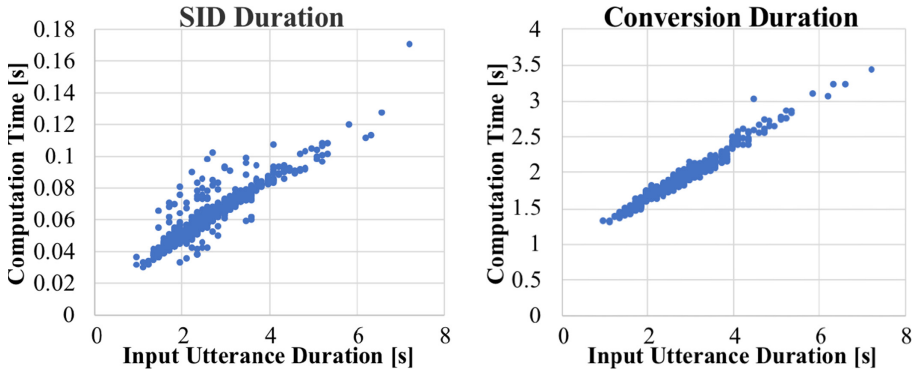 SID Duration
Computation Time [s]
0.18
0.16
0.14
0.12
0.1
0.08
0.06
0.04
0.02
0
0 2 4 6 8
Input Utterance Duration [s]
Conversion Duration
Computation Time [s]
4
3.5
3
2.5
2
1.5
1
0.5
0
0 2 4 6 8
Input Utterance Duration [s]